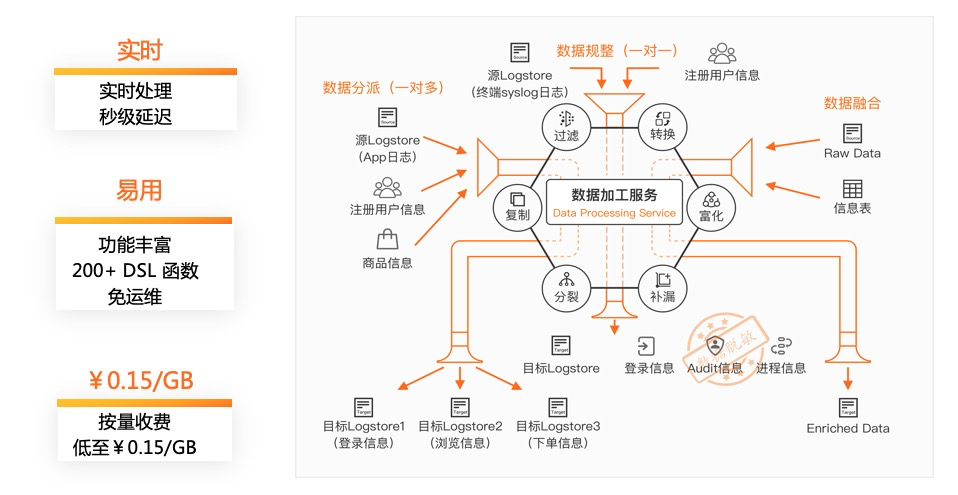 实时
实时处理
秒级延迟
易用
功能丰富
200+ DSL 函数
免运维
￥0.15/GB
按量收费
低至￥0.15/GB
数据规整（一对一）
Source
源Logstore
（终端syslog日志）
注册用户信息
数据分派（一对多）
Source
源Logstore
（App日志）
注册用户信息
商品信息
数据融合
Source
Raw Data
信息表
过滤
转换
复制
数据加工服务
Data Processing Service
富化
分裂
补漏
Target
目标Logstore
登录信息
Audit信息
进程信息
数据脱敏
Target
目标Logstore1
（登录信息）
Target
目标Logstore2
（浏览信息）
Target
目标Logstore3
（下单信息）
Target
Enriched Data